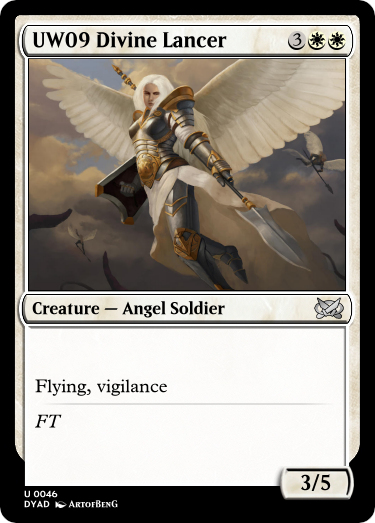 UW09 Divine Lancer 3
Creature — Angel Soldier
Flying, vigilance
FT
3/5
U 0046
DYAD ArtofBenG